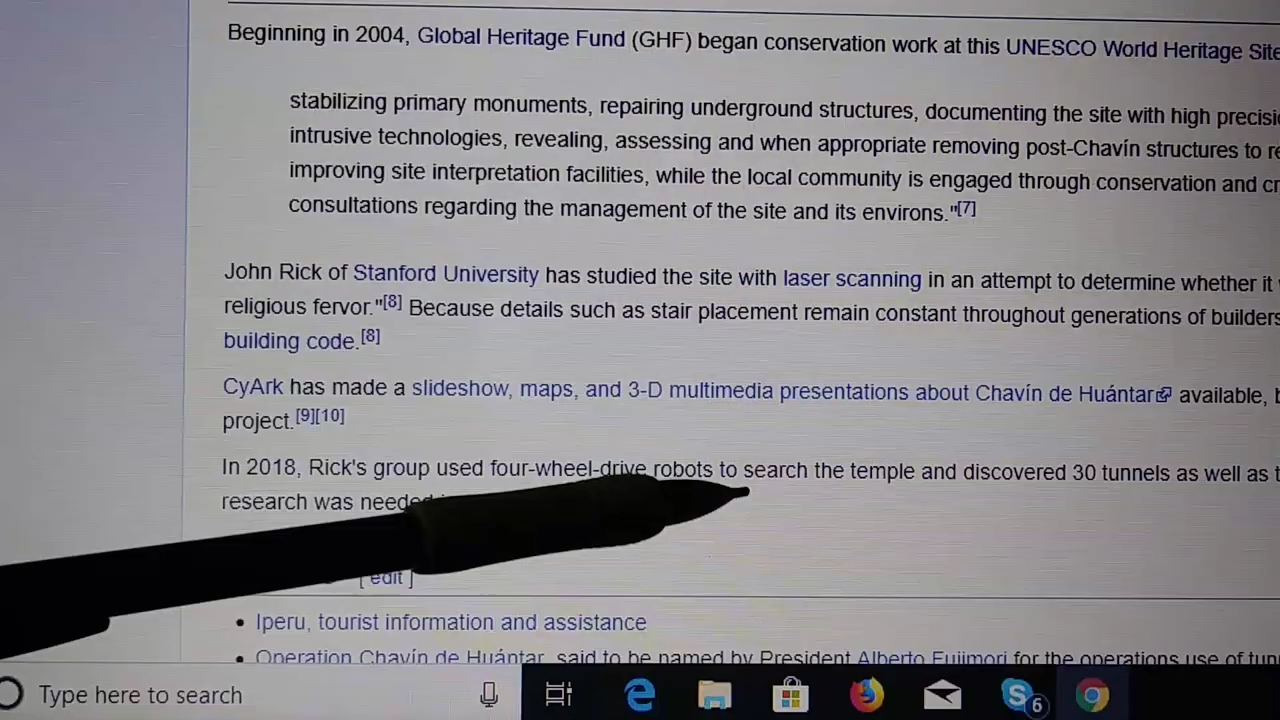 Beginning in 2004, Global Heritage Fund (GHF) began conservation work at this UNESCO World Heritage Site
stabilizing primary monuments, repairing underground structures, documenting the site with high precisi
intrusive technologies, revealing, assessing and when appropriate removing post-Chavín structures to re
improving site interpretation facilities, while the local community is engaged through conservation and cr
consultations regarding the management of the site and its environs."[7]
John Rick of Stanford University has studied the site with laser scanning in an attempt to determine whether it
religious fervor."[8] Because details such as stair placement remain constant throughout generations of builders
building code.[8]
CyArk has made a slideshow, maps, and 3-D multimedia presentations about Chavín de Huántar available, b
project.[9][10]
In 2018, Rick's group used four-wheel-drive robots to search the temple and discovered 30 tunnels as well as t
research was needed
[ edit ]
• Iperu, tourist information and assistance
• Operation Chavín de Huántar, said to be named by President Alberto Fujimori for the operations use of tun
Type here to search
6